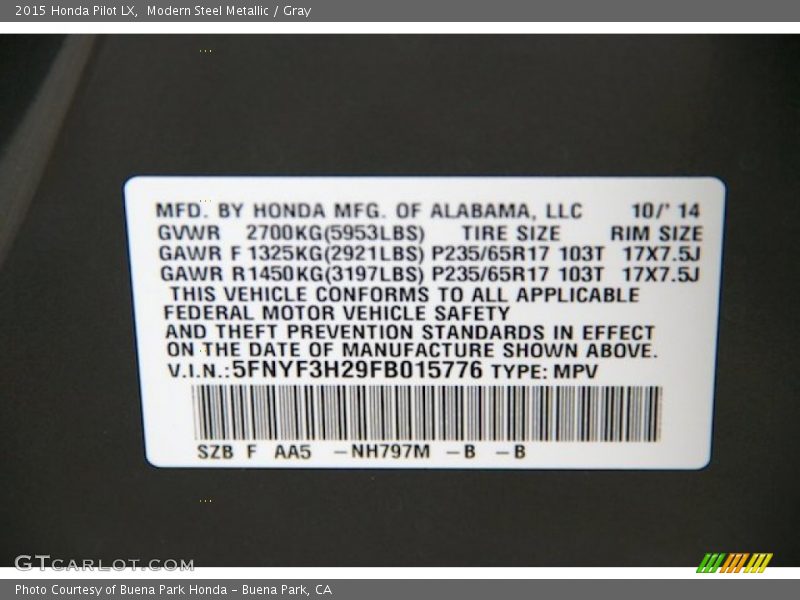 2015 Honda Pilot LX, Modern Steel Metallic / Gray
MFD. BY HONDA MFG. OF ALABAMA, LLC 10/' 14
GVWR 2700KG(5953LBS) TIRE SIZE RIM SIZE
GAWR F 1325KG(2921LBS) P235/65R17 103T 17X7.5J
GAWR R1450KG(3197LBS) P235/65R17 103T 17X7.5J
THIS VEHICLE CONFORMS TO ALL APPLICABLE
FEDERAL MOTOR VEHICLE SAFETY
AND THEFT PREVENTION STANDARDS IN EFFECT
ON THE DATE OF MANUFACTURE SHOWN ABOVE.
V.I.N.:5FNYF3H29FB015776 TYPE: MPV
SZB F AA5 -NH797M -B -B
GTCARLOT.COM
Photo Courtesy of Buena Park Honda - Buena Park, CA